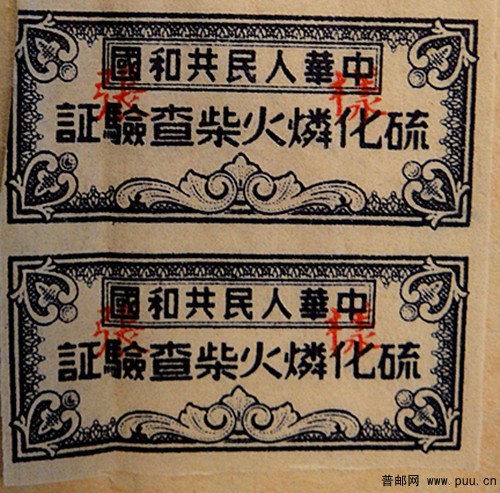 中華人民共和國
樣張
硫化燐火柴查驗証
中華人民共和國
樣張
硫化燐火柴查驗証
普邮网 www.puu.cn